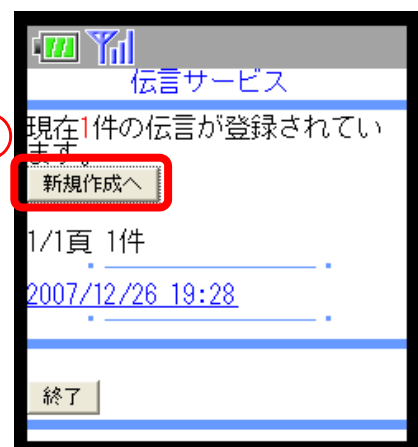 伝言サービス
現在1件の伝言が登録されてい
ます。
新規作成へ
1/1頁 1件
2007/12/26 19:28
終了